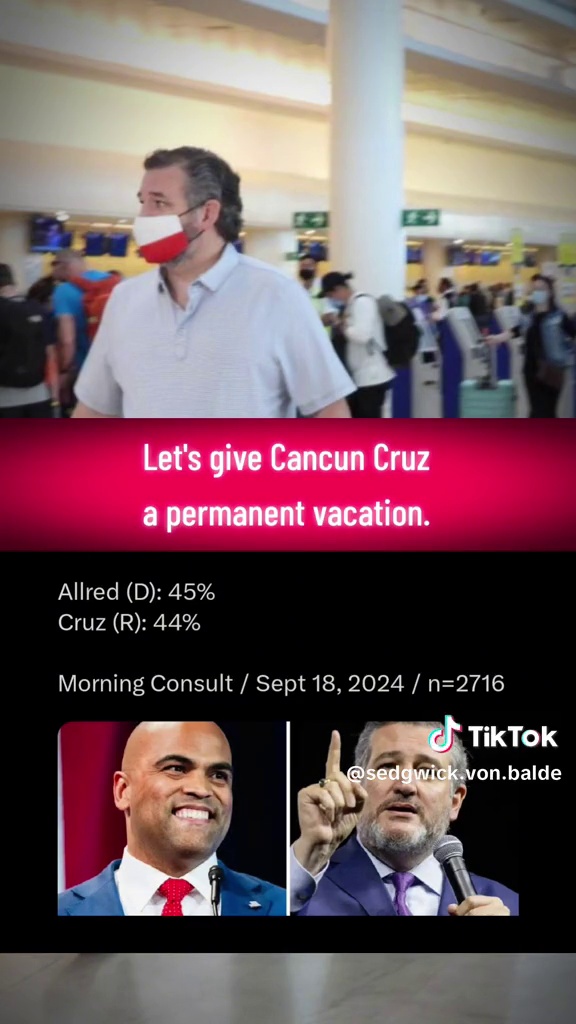 Let's give Cancun Cruz
a permanent vacation.
Allred (D): 45%
Cruz (R): 44%
Morning Consult / Sept 18, 2024 / n=2716
TikTok
@sedgwick.von.balde